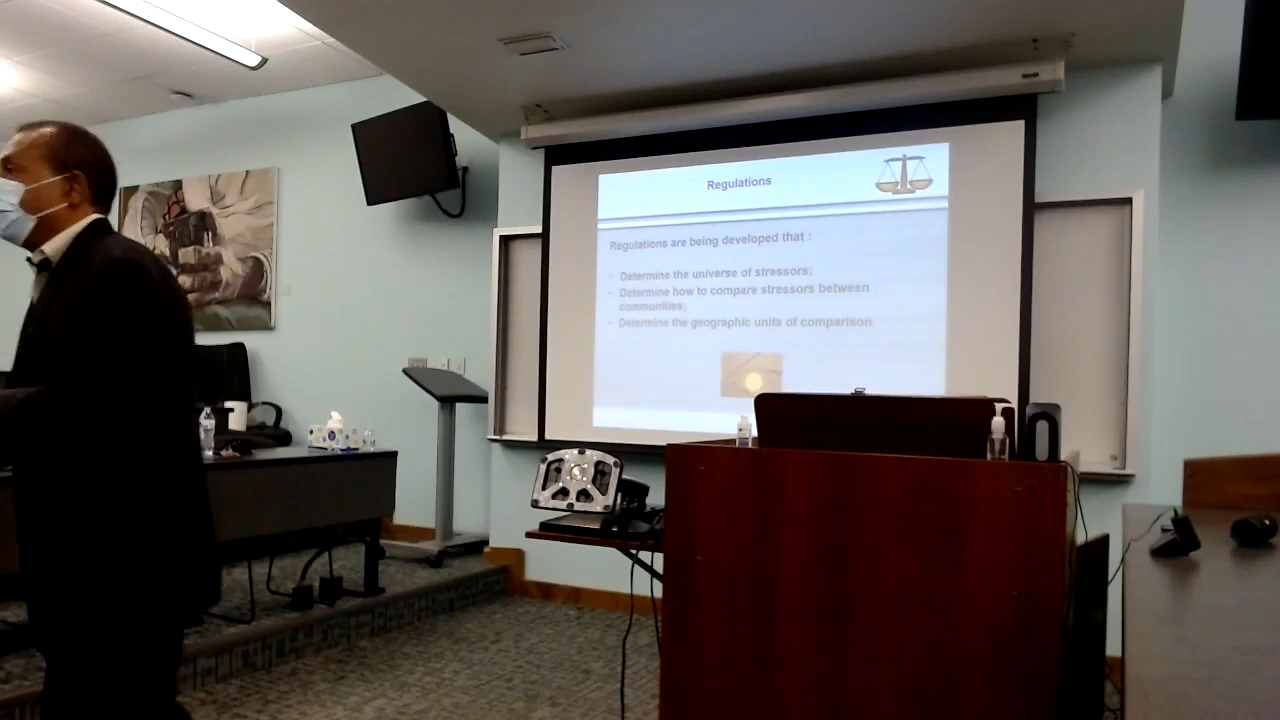 Regulations
Regulations are being developed that :
- Determine the universe of stressors;
- Determine how to compare stressors between
communities;
- Determine the geographic units of comparison